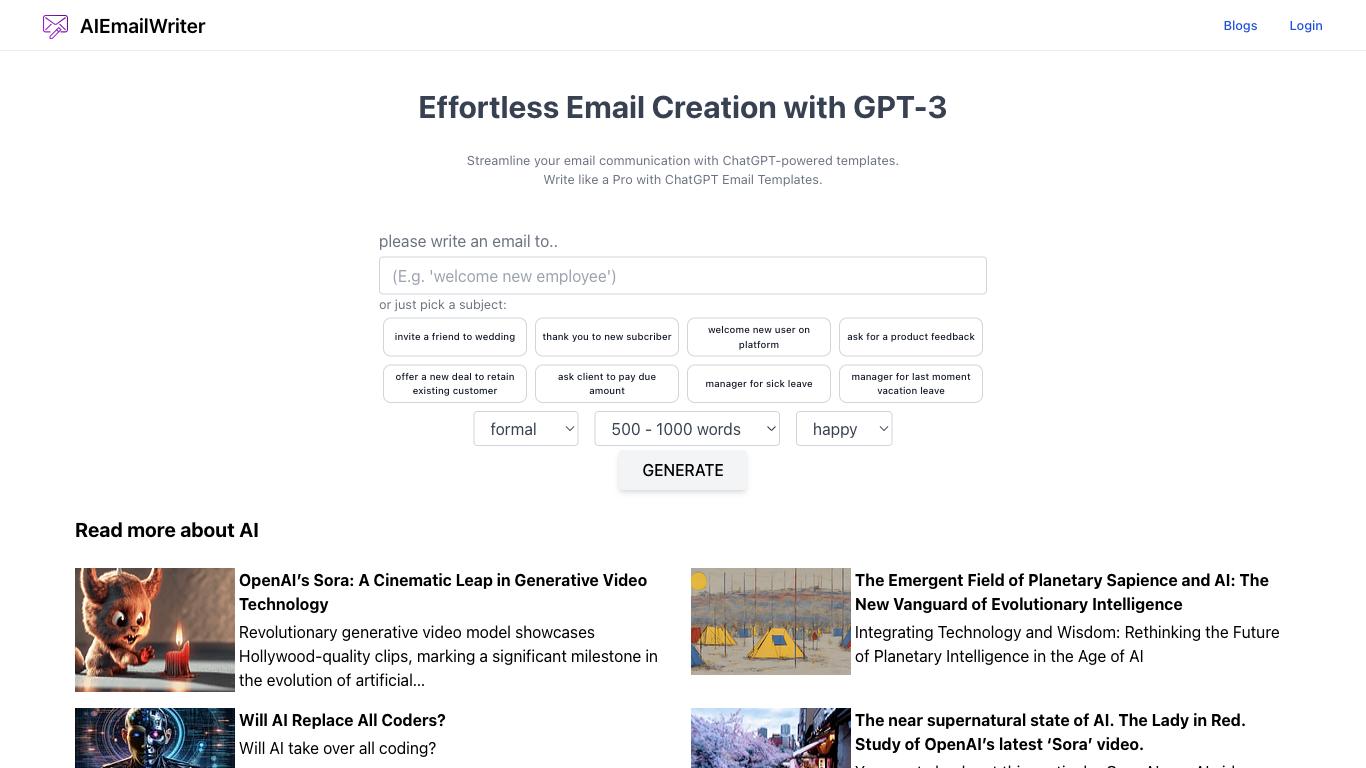 AIEmailWriter
Blogs
Login
Effortless Email Creation with GPT-3
Streamline your email communication with ChatGPT-powered templates.
Write like a Pro with ChatGPT Email Templates.
please write an email to..
(E.g. 'welcome new employee')
or just pick a subject:
invite a friend to wedding
thank you to new subcriber
welcome new user on
platform
ask for a product feedback
offer a new deal to retain
existing customer
ask client to pay due
amount
manager for sick leave
manager for last moment
vacation leave
formal
500 - 1000 words
happy
GENERATE
Read more about AI
OpenAI’s Sora: A Cinematic Leap in Generative Video
Technology
Revolutionary generative video model showcases
Hollywood-quality clips, marking a significant milestone in
the evolution of artificial...
The Emergent Field of Planetary Sapience and AI: The
New Vanguard of Evolutionary Intelligence
Integrating Technology and Wisdom: Rethinking the Future
of Planetary Intelligence in the Age of AI
Will AI Replace All Coders?
Will AI take over all coding?
The near supernatural state of AI. The Lady in Red.
Study of OpenAI’s latest ‘Sora’ video.